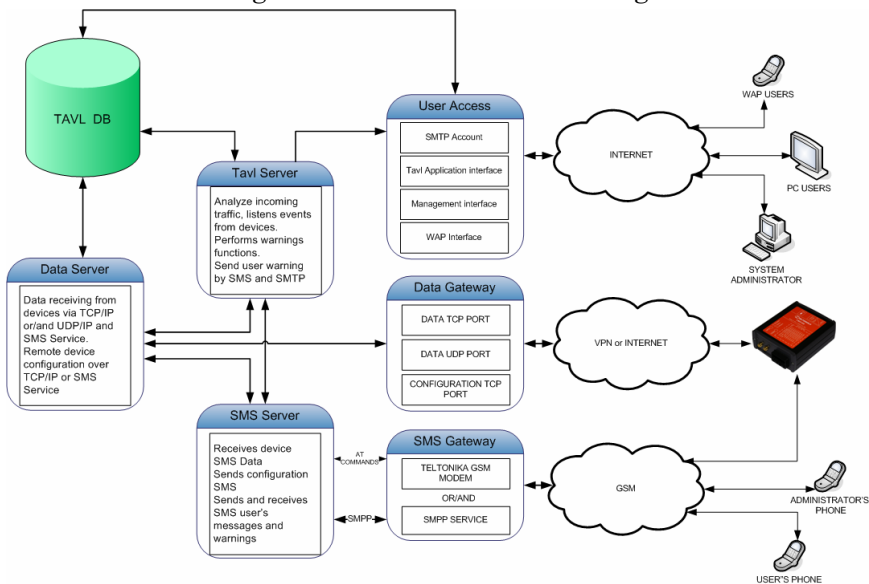 TAVL DB
User Access
SMTP Account
Tavl Application interface
Management interface
WAP Interface
INTERNET
WAP USERS
PC USERS
SYSTEM
ADMINISTRATOR
Tavl Server
Analyze incoming
traffic, listens events
from devices.
Performs warnings
functions.
Send user warning
by SMS and SMTP
Data Server
Data receiving from
devices via TCP/IP
or/and UDP/IP and
SMS Service.
Remote device
configuration over
TCP/IP or SMS
Service
Data Gateway
DATA TCP PORT
DATA UDP PORT
CONFIGURATION TCP
PORT
VPN or INTERNET
SMS Server
Receives device
SMS Data
Sends configuration
SMS
Sends and receives
SMS user's
messages and
warnings
AT
COMMANDS
SMPP
SMS Gateway
TELTONIKA GSM
MODEM
OR/AND
SMPP SERVICE
GSM
ADMINISTRATOR'S
PHONE
USER"S PHONE